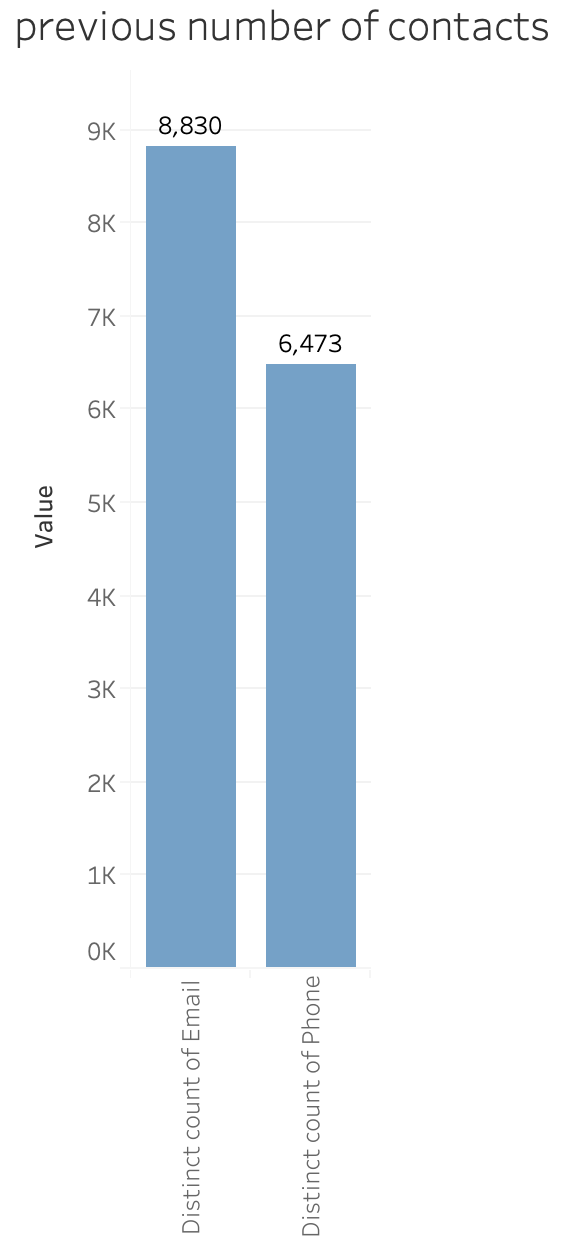 previous number of contacts
9K
8K
7K
6K
5K
4K
3K
2K
1K
0K
Value
8,830
6,473
Distinct count of Email
Distinct count of Phone